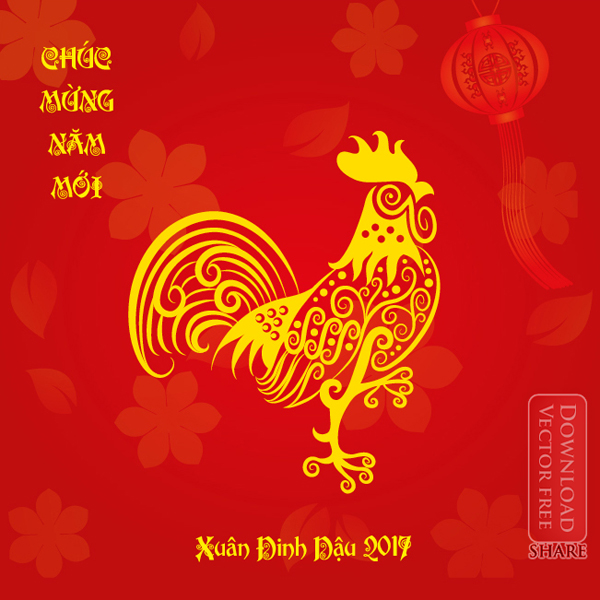 CHÚC
MỪNG
NĂM
MỚI
Xuân Đinh Dậu 2017
DOWNLOAD
VECTOR FREE
SHARE